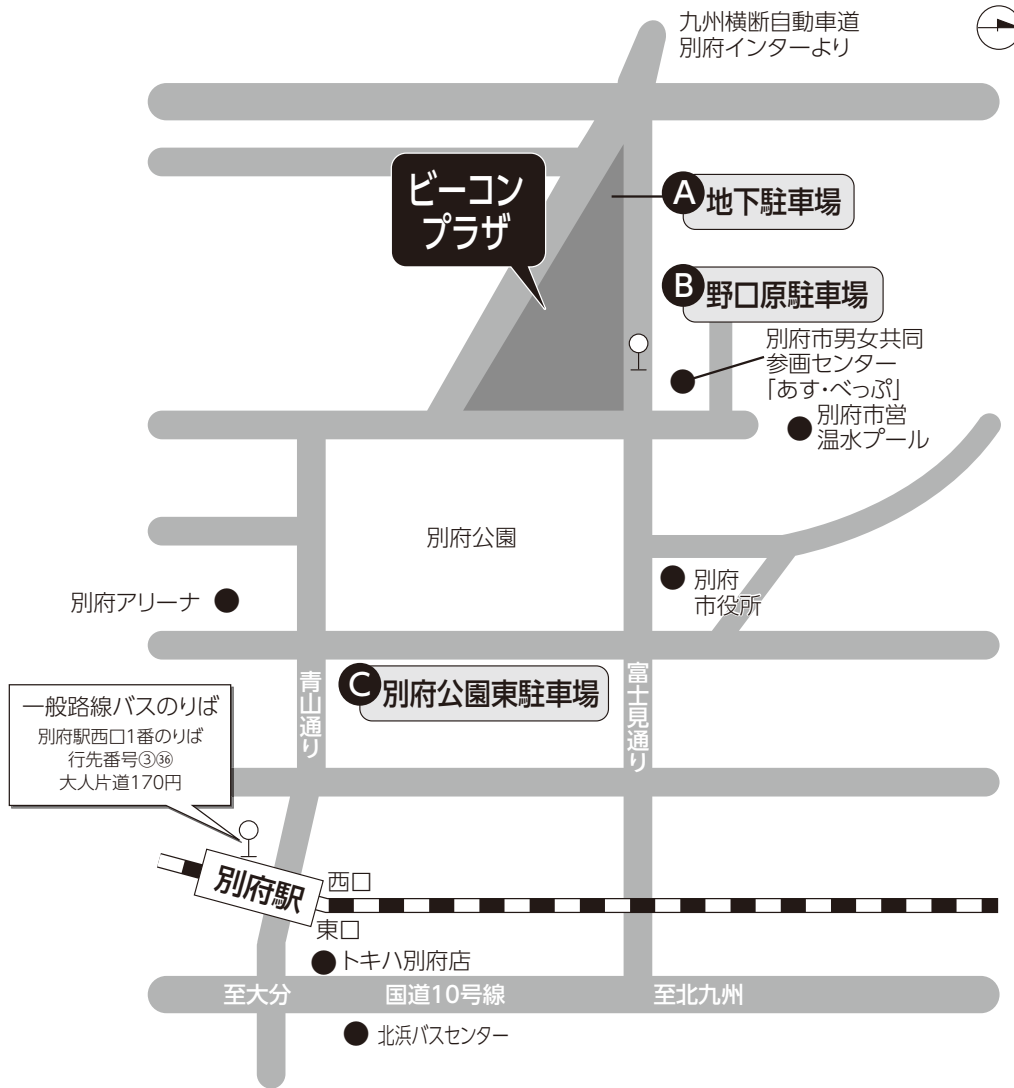 九州横断自動車道
別府インターより
ビーコン
プラザ
A 地下駐車場
B 野口原駐車場
別府市男女共同
参画センター
「あす・べっぷ」
別府市営
温水プール
別府公園
別府アリーナ
別府
市役所
青山通り
C 別府公園東駐車場
富士見通り
一般路線バスのりば
別府駅西口1番のりば
行先番号③㊱
大人片道170円
別府駅
西口
東口
トキハ別府店
至大分
国道10号線
至北九州
北浜バスセンター